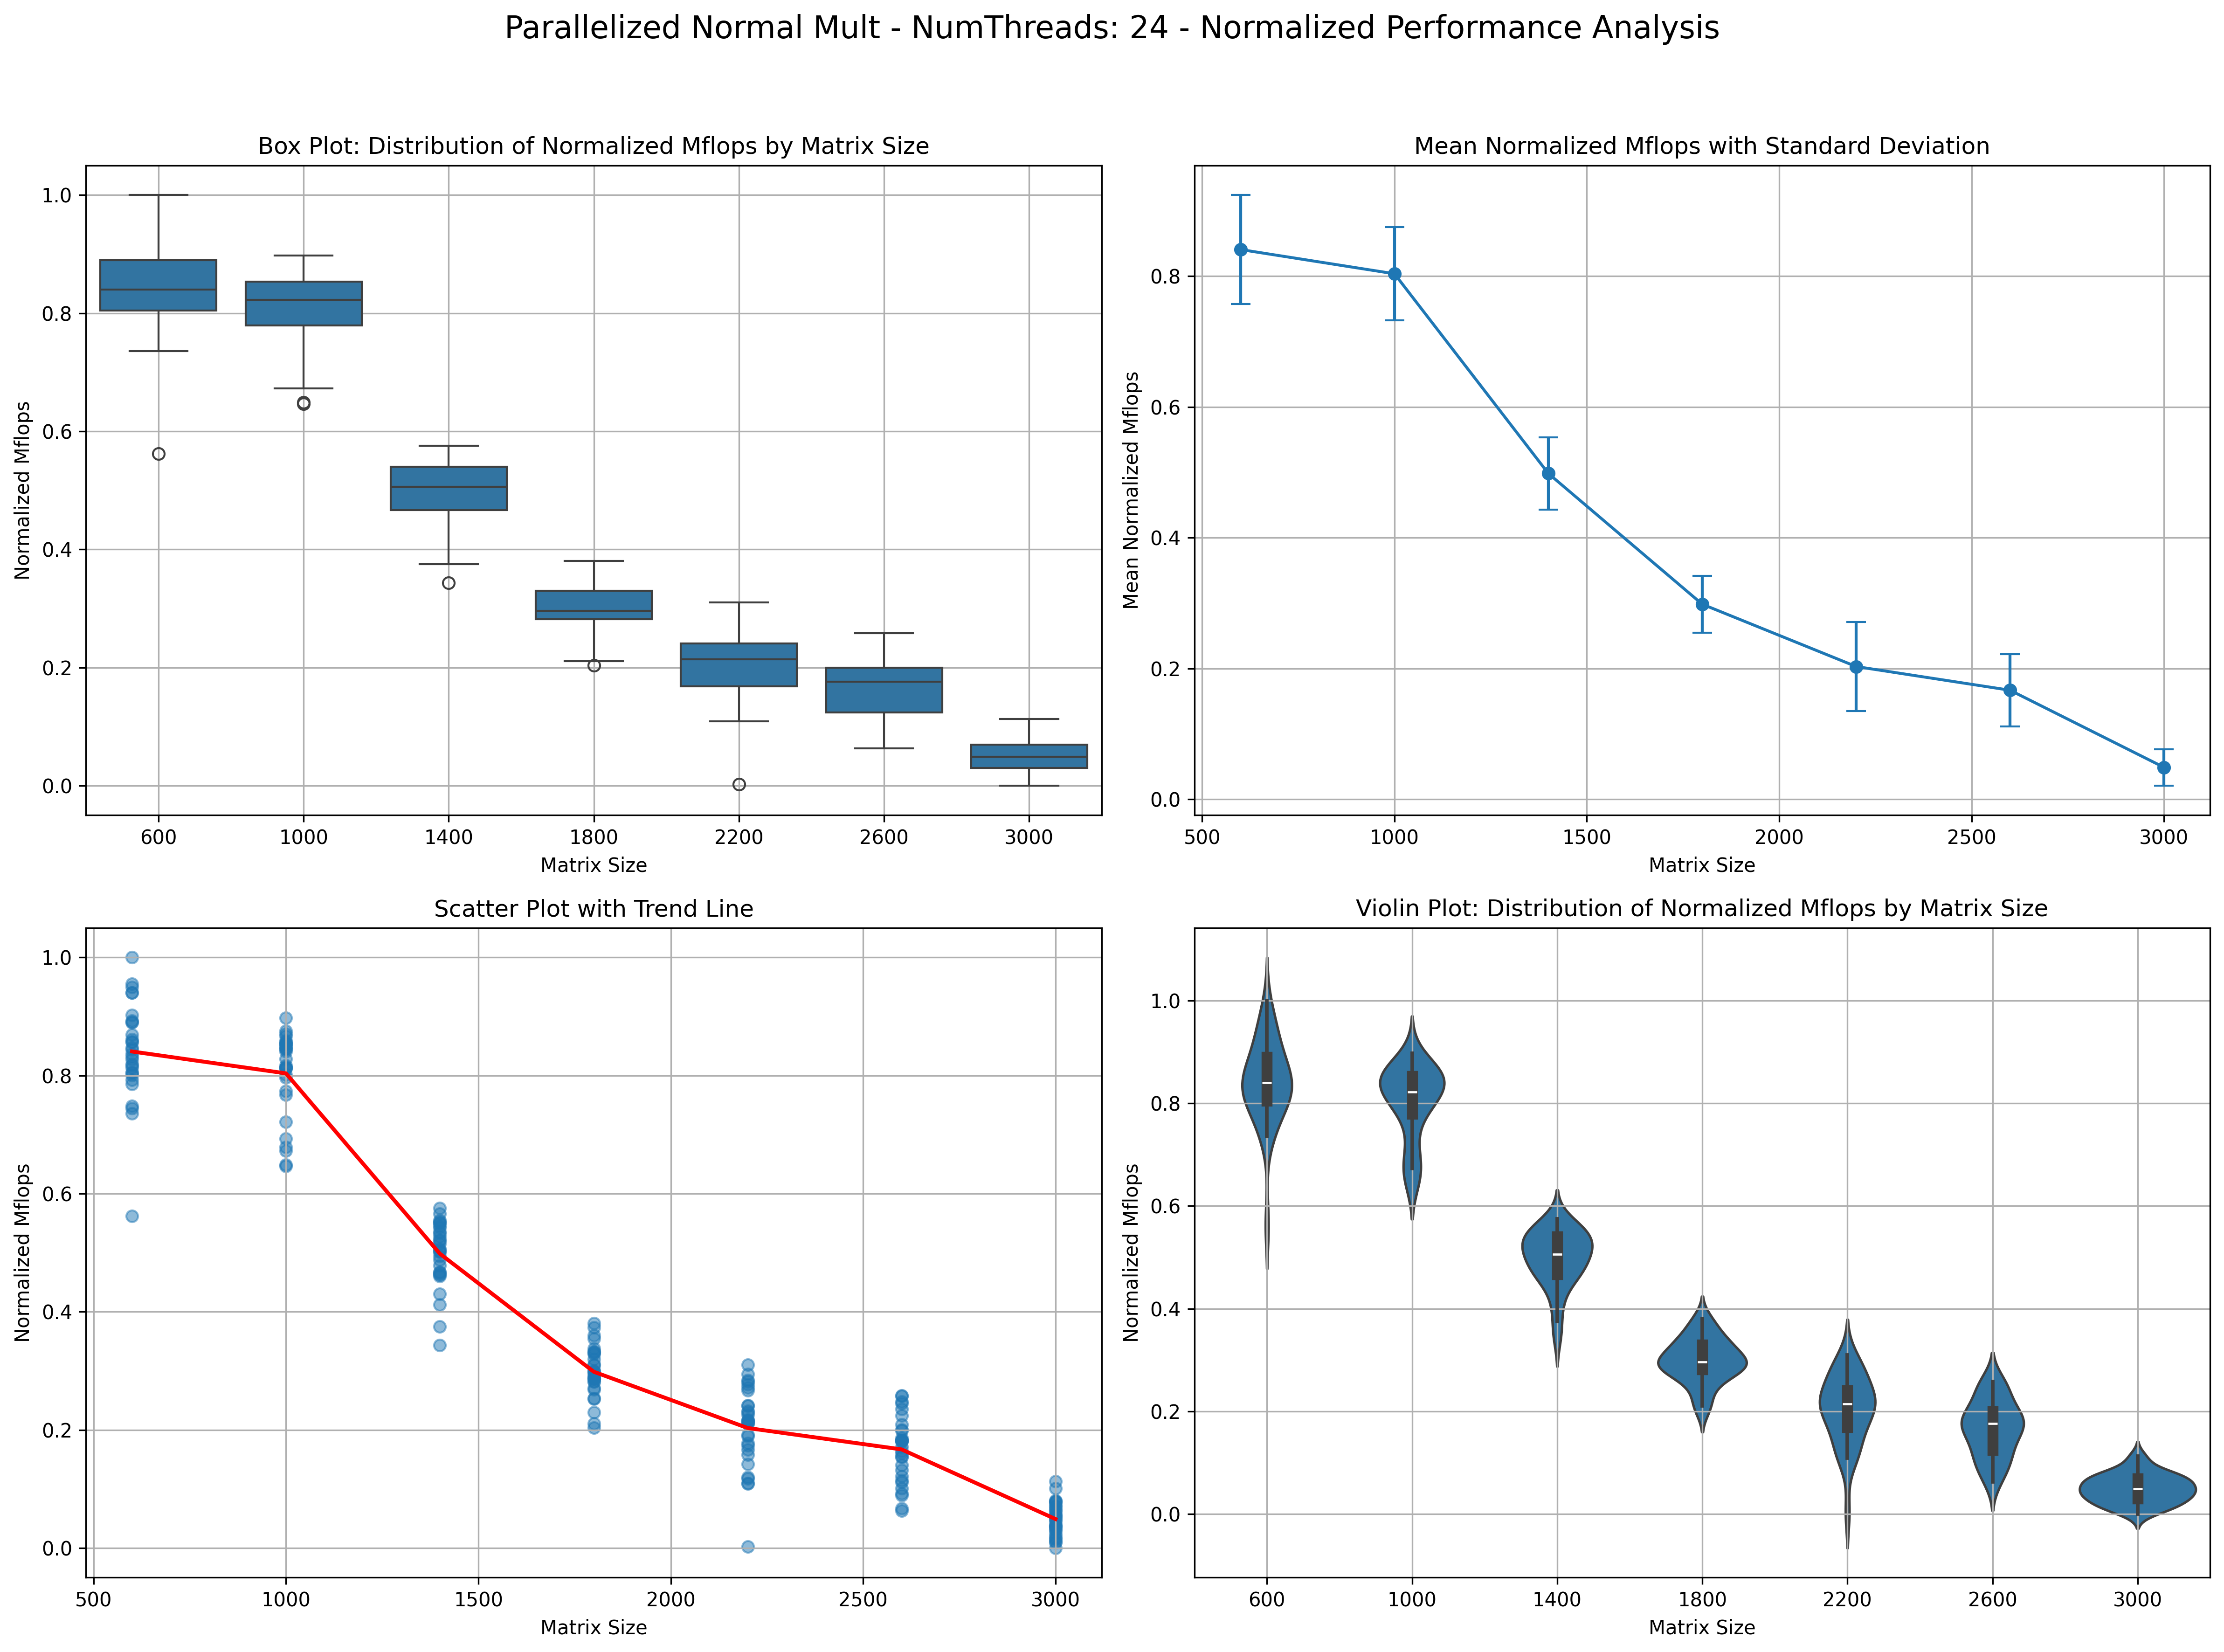 Parallelized Normal Mult - NumThreads: 24 - Normalized Performance Analysis
Box Plot: Distribution of Normalized Mflops by Matrix Size
Normalized Mflops
1.0
0.8
0.6
0.4
0.2
0.0
600 1000 1400 1800 2200 2600 3000
Matrix Size
Mean Normalized Mflops with Standard Deviation
Mean Normalized Mflops
0.8
0.6
0.4
0.2
0.0
500 1000 1500 2000 2500 3000
Matrix Size
Scatter Plot with Trend Line
Normalized Mflops
1.0
0.8
0.6
0.4
0.2
0.0
500 1000 1500 2000 2500 3000
Matrix Size
Violin Plot: Distribution of Normalized Mflops by Matrix Size
Normalized Mflops
1.0
0.8
0.6
0.4
0.2
0.0
600 1000 1400 1800 2200 2600 3000
Matrix Size